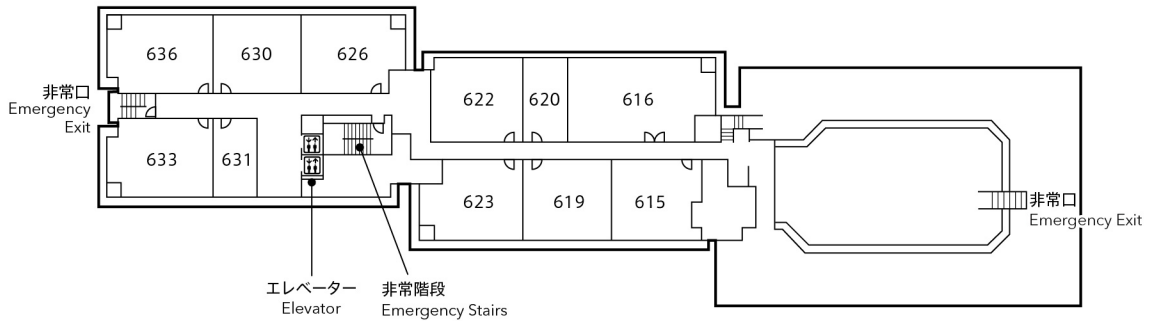 636
630
626
622
620
616
非常口
Emergency
Exit
633
631
623
619
615
非常口
Emergency Exit
エレベーター
Elevator
非常階段
Emergency Stairs